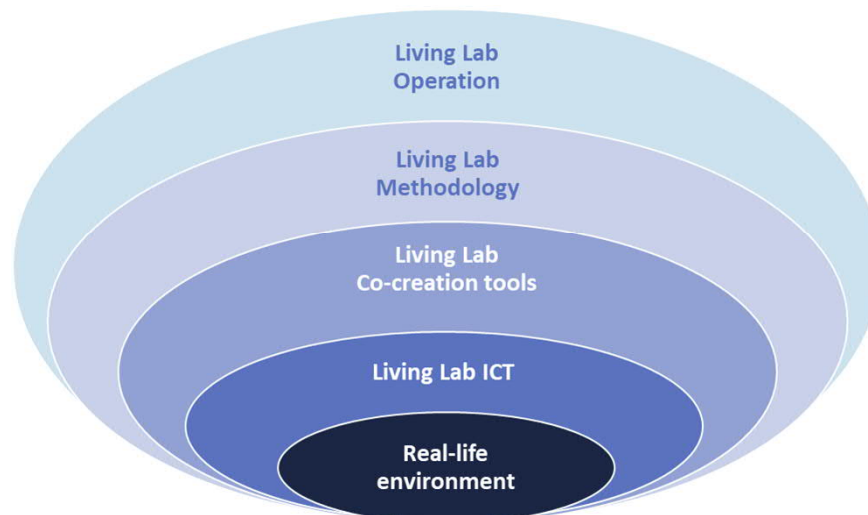 Living Lab
Operation
Living Lab
Methodology
Living Lab
Co-creation tools
Living Lab ICT
Real-life
environment